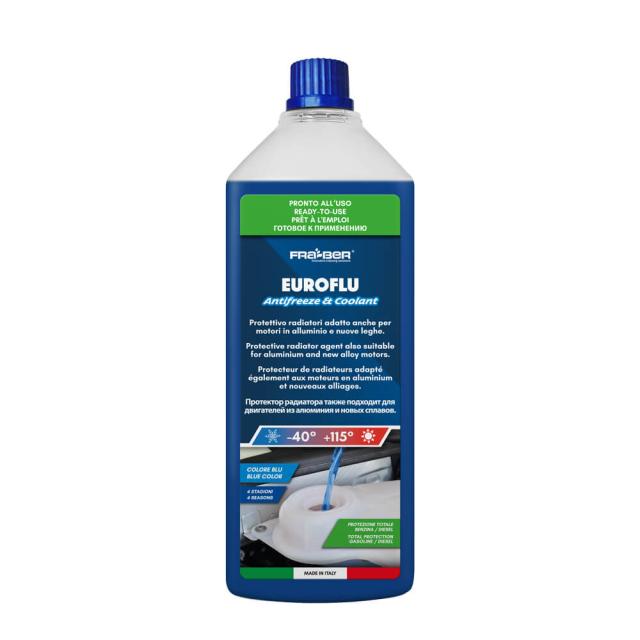 PRONTO ALL'USO
READY-TO-USE
PRÊT À L'EMPLOI
ГОТОВОЕ К ПРИМЕНЕНИЮ
FRA-BER®
EUROFLU
Antifreeze & Coolant
Protettivo radiatori adatto anche per
motori in alluminio e nuove leghe.
Protective radiator agent also suitable
for aluminium and new alloy motors.
Protecteur de radiateurs adapté
également aux moteurs en aluminium
et nouveaux alliages.
Протектор радиатора также подходит для
двигателей из алюминия и новых сплавов.
-40° +115°
COLORE BLU
BLUE COLOR
4 STAGIONI
4 SEASONS
PROTEZIONE TOTALE
BENZINA / DIESEL
TOTAL PROTECTION
GASOLINE / DIESEL
MADE IN ITALY